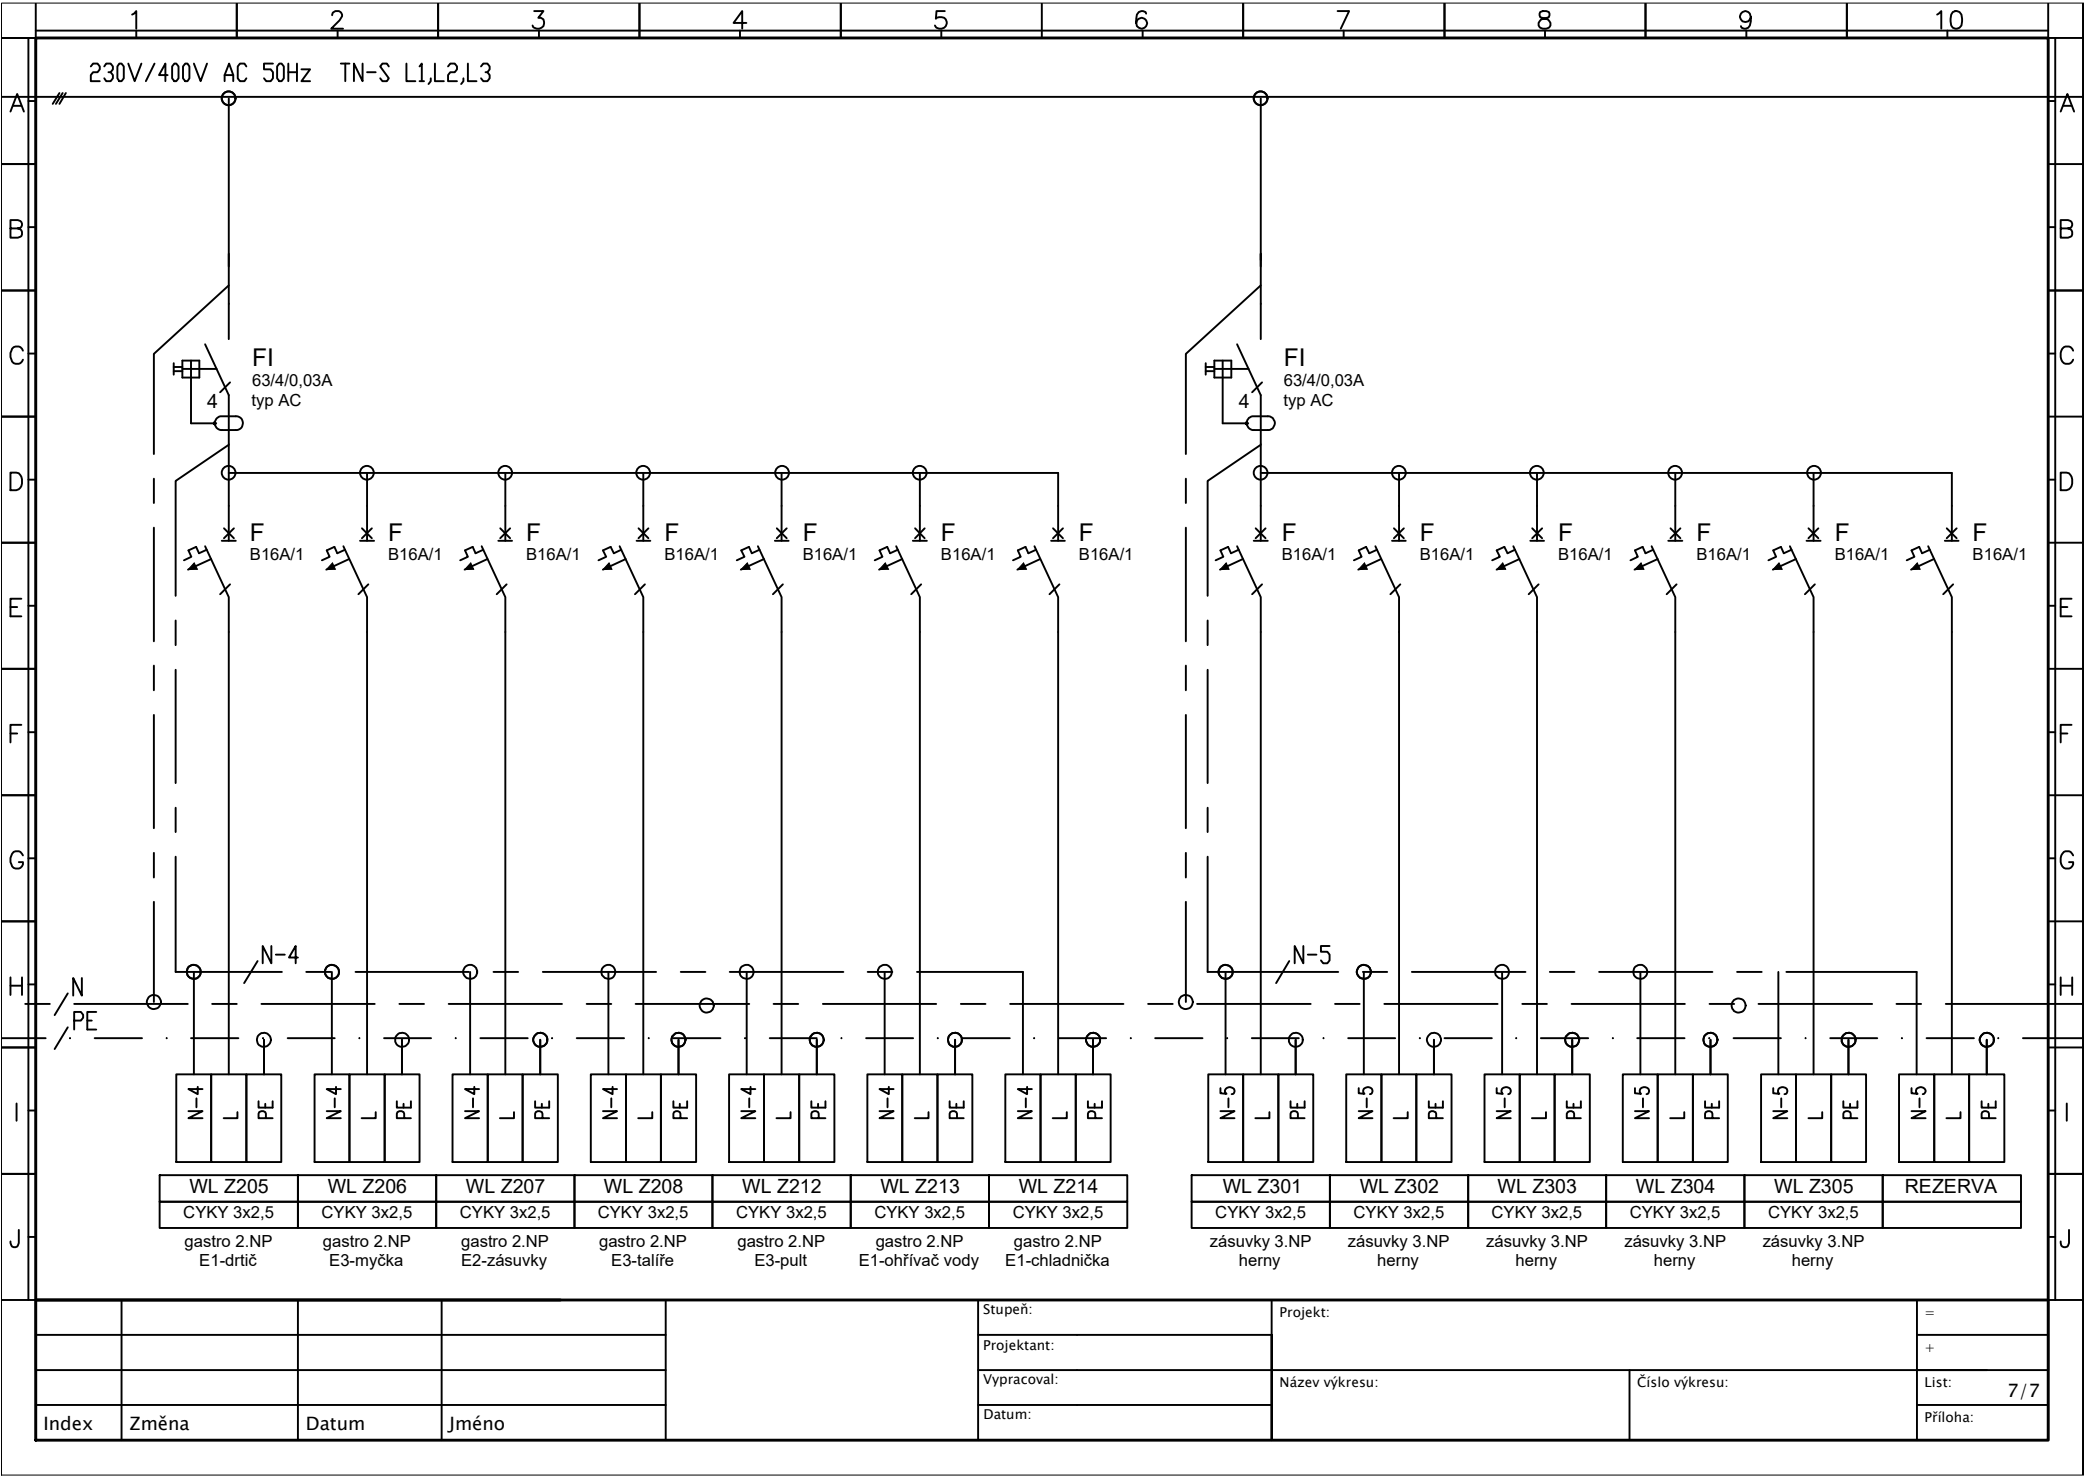 1 2 3 4 5 6 7 8 9 10
230V/400V AC 50Hz TN-S L1,L2,L3
A A
B B
C C
FI FI
63/4/0,03A 63/4/0,03A
4 typ AC 4 typ AC
D D
F F F F F F F F F F F F F
B16A/1 B16A/1 B16A/1 B16A/1 B16A/1 B16A/1 B16A/1 B16A/1 B16A/1 B16A/1 B16A/1 B16A/1 B16A/1
E E
F F
G G
N-4 N-5
H N H
PE
N-4 L PE N-4 L PE N-4 L PE N-4 L PE N-4 L PE N-4 L PE N-4 L PE N-5 L PE N-5 L PE N-5 L PE N-5 L PE N-5 L PE N-5 L PE
I I
WL Z205 WL Z206 WL Z207 WL Z208 WL Z212 WL Z213 WL Z214 WL Z301 WL Z302 WL Z303 WL Z304 WL Z305 REZERVA
CYKY 3x2,5 CYKY 3x2,5 CYKY 3x2,5 CYKY 3x2,5 CYKY 3x2,5 CYKY 3x2,5 CYKY 3x2,5 CYKY 3x2,5 CYKY 3x2,5 CYKY 3x2,5 CYKY 3x2,5 CYKY 3x2,5
J J
gastro 2.NP gastro 2.NP gastro 2.NP gastro 2.NP gastro 2.NP gastro 2.NP gastro 2.NP zásuvky 3.NP zásuvky 3.NP zásuvky 3.NP zásuvky 3.NP zásuvky 3.NP
E1-drtič E3-myčka E2-zásuvky E3-talíře E3-pult E1-ohřívač vody E1-chladnička herny herny herny herny herny
Stupeň: Projekt: =
Projektant: +
Vypracoval: Název výkresu: Číslo výkresu: List: 7/7
Index Změna Datum Jméno Datum: Příloha: